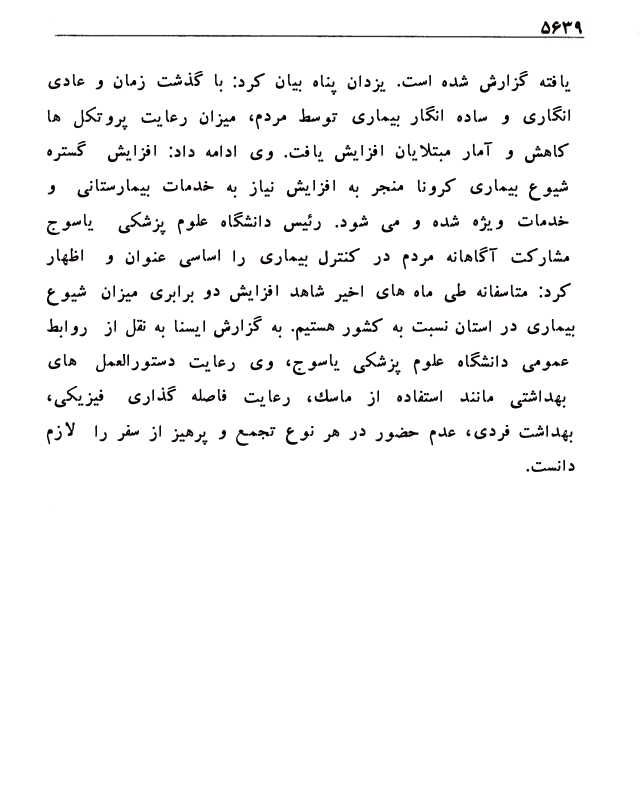 ۵۶۳۹
یافته گزارش شده است. یزدان پناه بیان کرد: با گذشت زمان و عادی
انگاری و ساده انگار بیماری توسط مردم، میزان رعایت پروتکل ها
کاهش و آمار مبتلایان افزایش یافت. وی ادامه داد: افزایش گستره
شیوع بیماری کرونا منجر به افزایش نیاز به خدمات بیمارستانی و
خدمات ویژه شده و می شود. رئیس دانشگاه علوم پزشکی یاسوج
مشارکت آگاهانه مردم در کنترل بیماری را اساسی عنوان و اظهار
کرد: متاسفانه طی ماه های اخیر شاهد افزایش دو برابری میزان شیوع
بیماری در استان نسبت به کشور هستیم. به گزارش ایسنا به نقل از روابط
عمومی دانشگاه علوم پزشکی یاسوج، وی رعایت دستورالعمل های
بهداشتی مانند استفاده از ماسك، رعایت فاصله گذاری فیزیکی،
بهداشت فردی، عدم حضور در هر نوع تجمع و پرهیز از سفر را لازم
دانست.